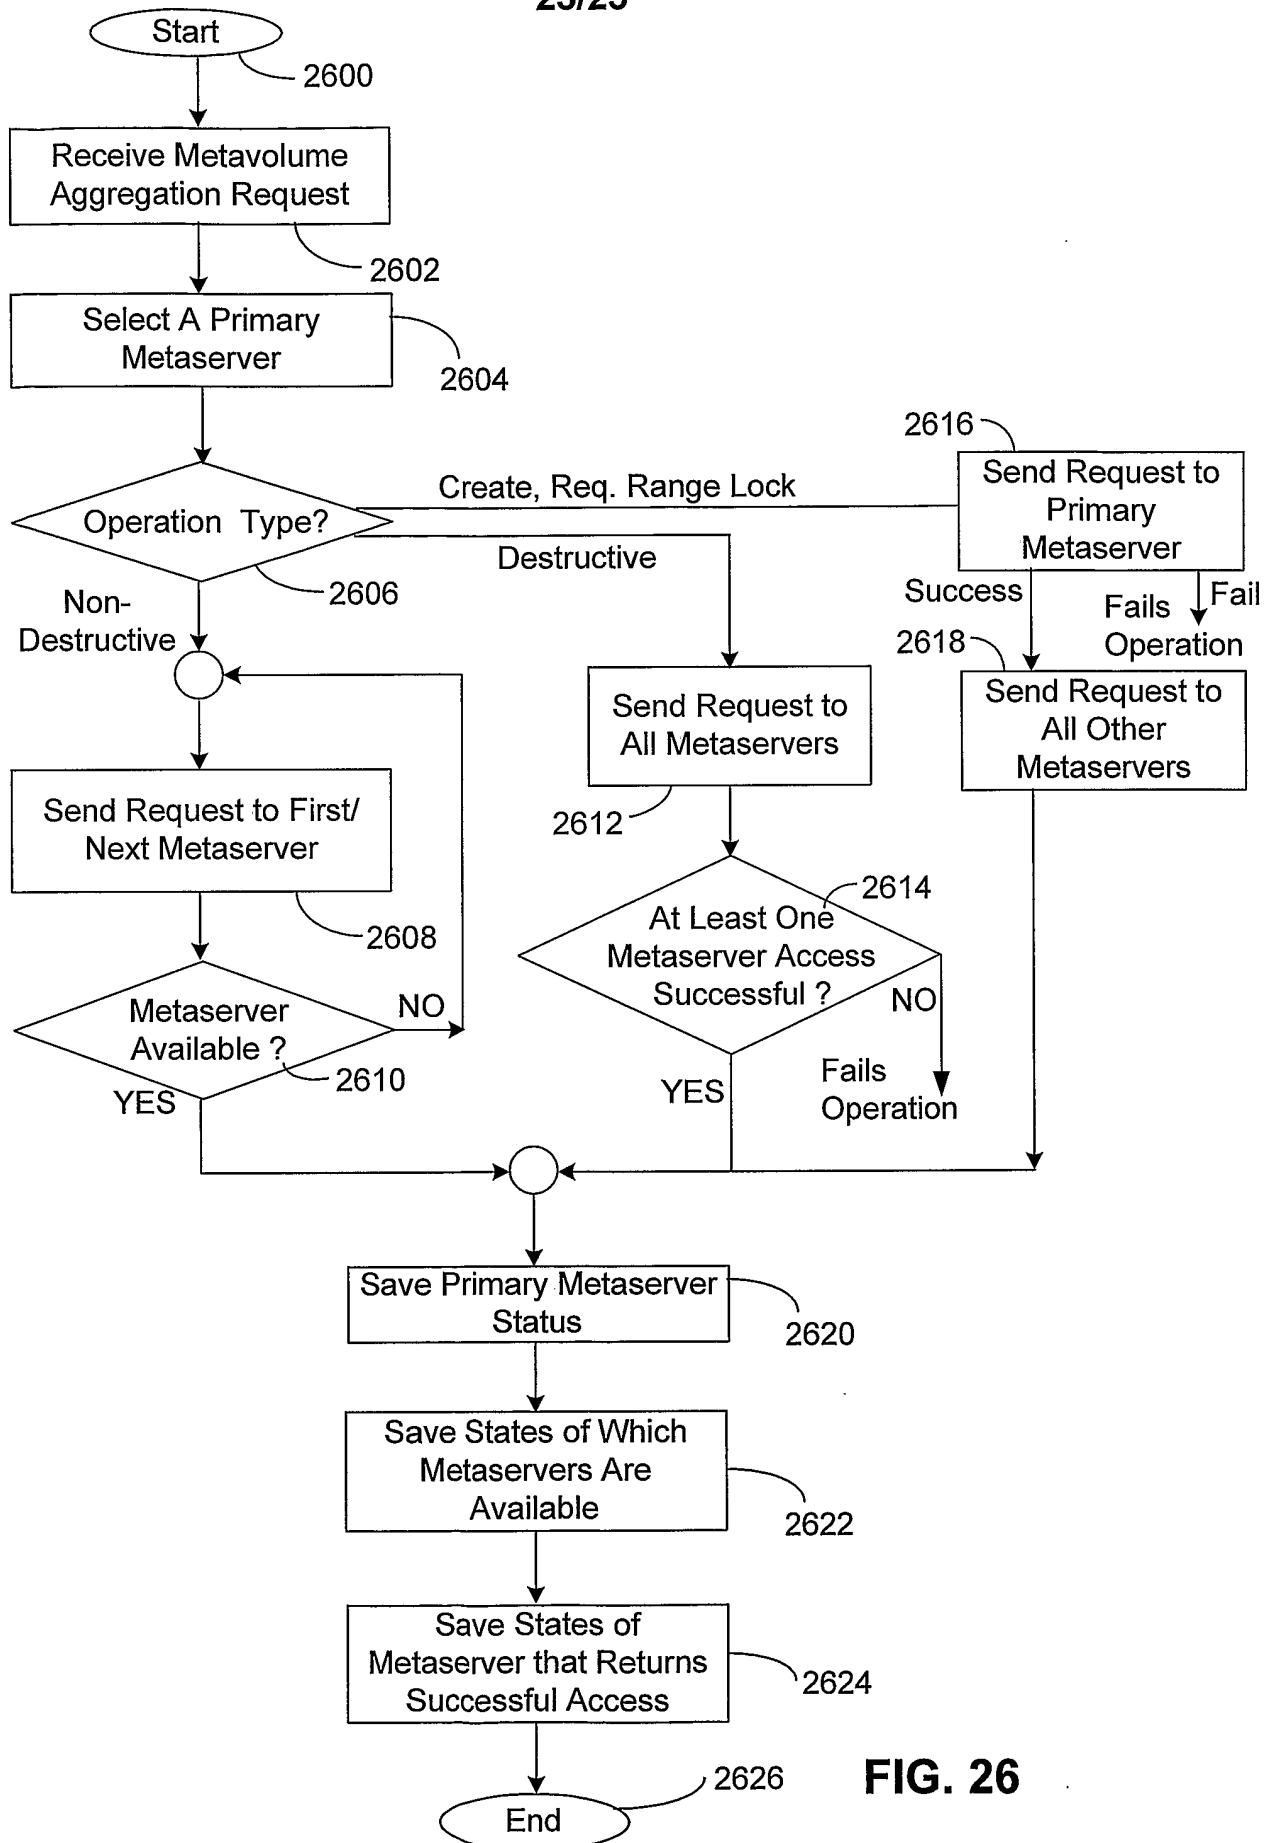 25/25
Start
2600
Receive Metavolume
Aggregation Request
2602
Select A Primary
Metaserver
2604
2616
Send Request to
Primary
Metaserver
Create, Req. Range Lock
Operation Type?
Destructive
2606
Success
Fail
Fails
Operation
Non-
Destructive
2618
Send Request to
All Other
Metaservers
Send Request to
All Metaservers
2612
Send Request to First/
Next Metaserver
2608
2614
At Least One
Metaserver Access
Successful ?
NO
Metaserver
Available ?
NO
2610
YES
YES
Fails
Operation
Save Primary Metaserver
Status
2620
Save States of Which
Metaservers Are
Available
2622
Save States of
Metaserver that Returns
Successful Access
2624
2626
End
FIG. 26